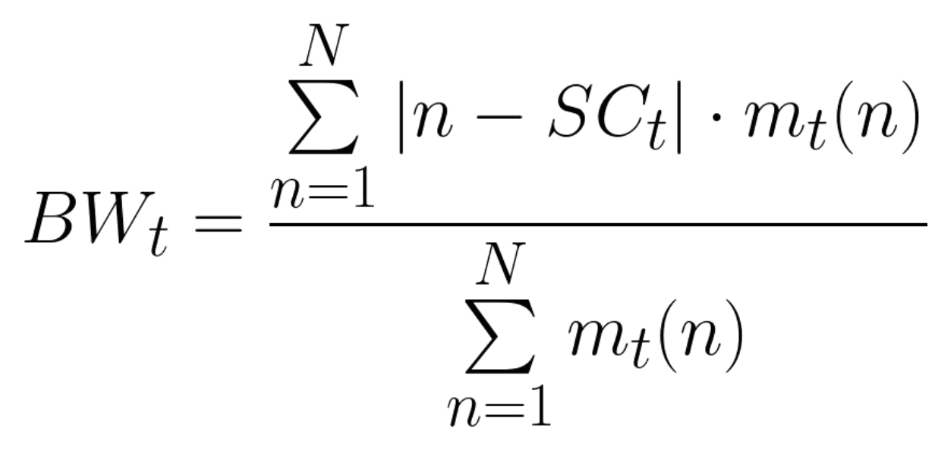 BW_t = \frac{\sum_{n=1}^{N} |n - SC_t| \cdot m_t(n)}{\sum_{n=1}^{N} m_t(n)}